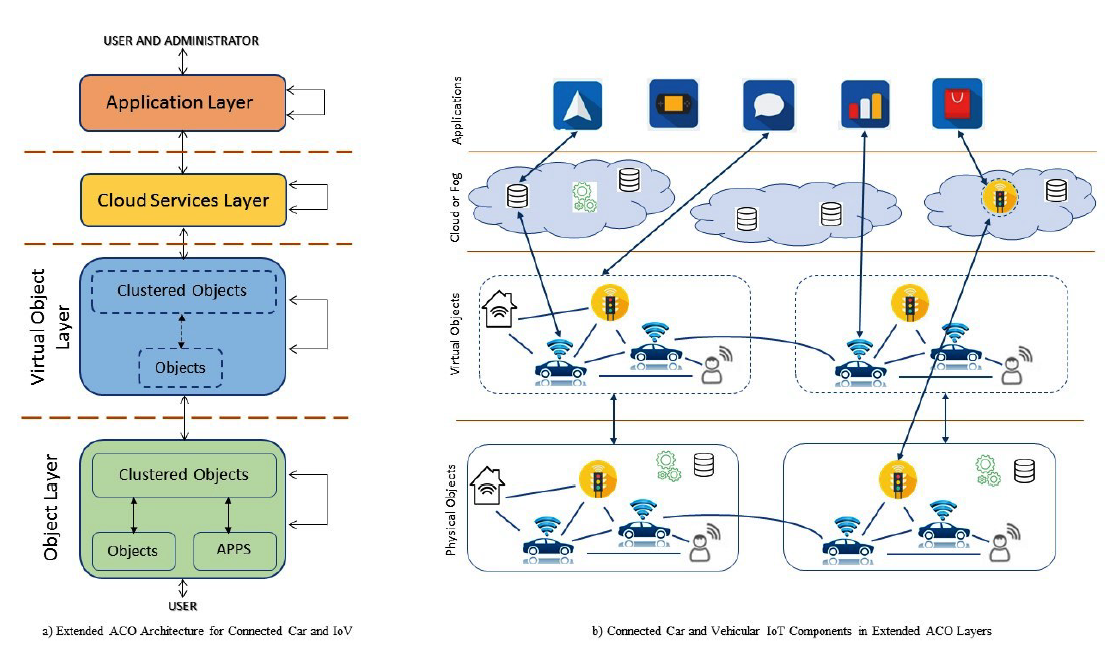 USER AND ADMINISTRATOR
Application Layer
Cloud Services Layer
Virtual Object
Layer
Clustered Objects
Objects
Object Layer
Clustered Objects
Objects
APPS
USER
a) Extended ACO Architecture for Connected Car and IoV
Applications
Cloud or Fog
Virtual Objects
Physical Objects
b) Connected Car and Vehicular IoT Components in Extended ACO Layers